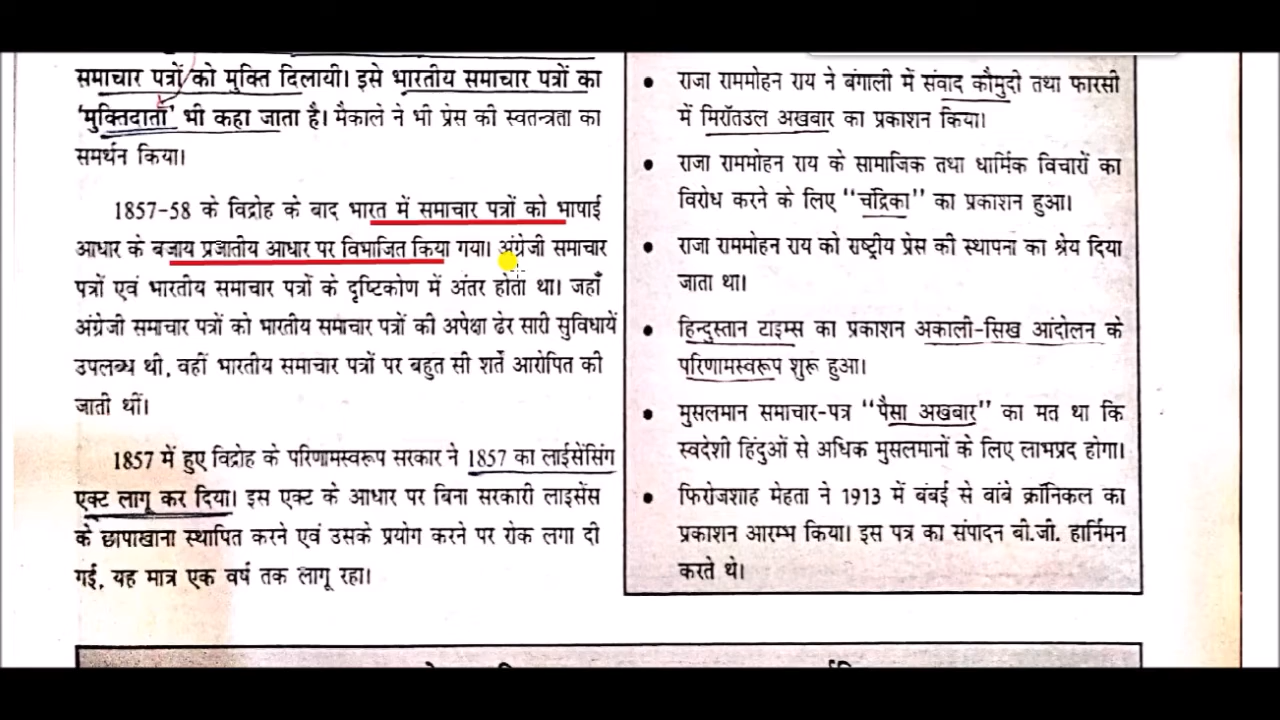 समाचार पत्रों को मुक्ति दिलायी। इसे भारतीय समाचार पत्रों का
'मुक्तिदाता' भी कहा जाता है। मैकाले ने भी प्रेस की स्वतन्त्रता का
समर्थन किया।
1857-58 के विद्रोह के बाद भारत में समाचार पत्रों को भाषाई
आधार के बजाय प्रजातीय आधार पर विभाजित किया गया। अंग्रेजी समाचार
पत्रों एवं भारतीय समाचार पत्रों के दृष्टिकोण में अंतर होता था। जहाँ
अंग्रेजी समाचार पत्रों को भारतीय समाचार पत्रों की अपेक्षा ढेर सारी सुविधायें
उपलब्ध थी, वहीं भारतीय समाचार पत्रों पर बहुत सी शर्तें आरोपित की
जाती थीं।
1857 में हुए विद्रोह के परिणामस्वरूप सरकार ने 1857 का लाईसेंसिंग
एक्ट लागू कर दिया। इस एक्ट के आधार पर बिना सरकारी लाइसेंस
के छापाखाना स्थापित करने एवं उसके प्रयोग करने पर रोक लगा दी
गई, यह मात्र एक वर्ष तक लागू रहा।
• राजा राममोहन राय ने बंगाली में संवाद कौमुदी तथा फारसी
में मिरातउल अखबार का प्रकाशन किया।
• राजा राममोहन राय के सामाजिक तथा धार्मिक विचारों का
विरोध करने के लिए "चंद्रिका" का प्रकाशन हुआ।
• राजा राममोहन राय को राष्ट्रीय प्रेस की स्थापना का श्रेय दिया
जाता था।
• हिन्दुस्तान टाइम्स का प्रकाशन अकाली-सिख आंदोलन के
परिणामस्वरूप शुरू हुआ।
• मुसलमान समाचार-पत्र "पैसा अखबार" का मत था कि
स्वदेशी हिंदुओं से अधिक मुसलमानों के लिए लाभप्रद होगा।
• फिरोजशाह मेहता ने 1913 में बंबई से वांबे क्रॉनिकल का
प्रकाशन आरम्भ किया। इस पत्र का संपादन बी.जी. हार्निमन
करते थे।